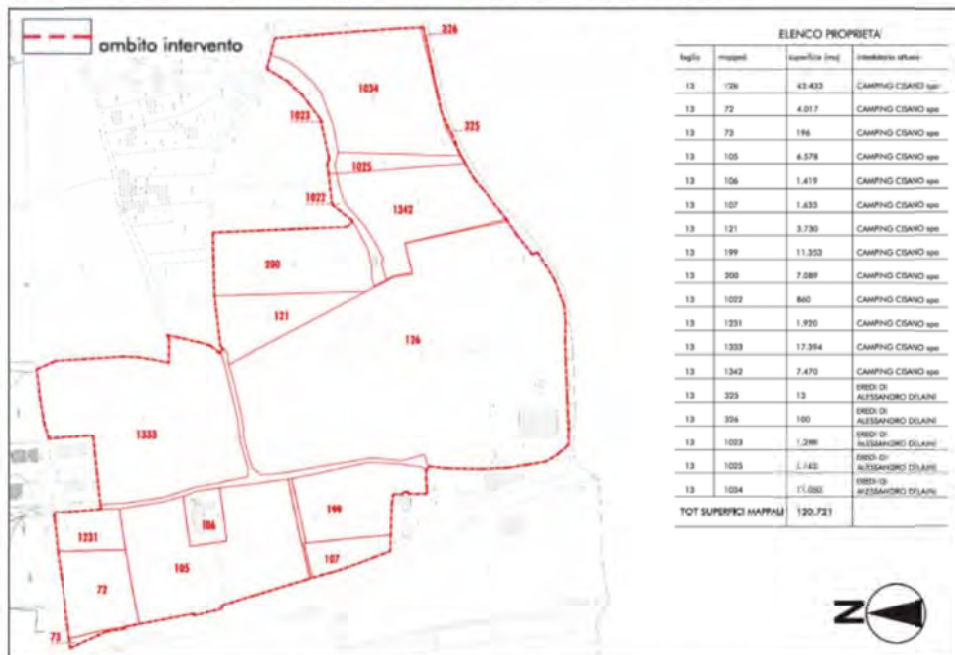 ambito intervento
326
1034
1023
325
1025
1022
1342
200
121
126
1333
106
199
1231
105
107
72
73
N
ELENCO PROPRIETA'
foglio mappali superficie (mq) intestatario attuale
13 126 43.433 CAMPING CISANO spa
13 72 4.017 CAMPING CISANO spa
13 73 196 CAMPING CISANO spa
13 105 6.578 CAMPING CISANO spa
13 106 1.419 CAMPING CISANO spa
13 107 1.633 CAMPING CISANO spa
13 121 3.730 CAMPING CISANO spa
13 199 11.353 CAMPING CISANO spa
13 200 7.089 CAMPING CISANO spa
13 1022 860 CAMPING CISANO spa
13 1231 1.920 CAMPING CISANO spa
13 1333 17.394 CAMPING CISANO spa
13 1342 7.470 CAMPING CISANO spa
13 325 13 EREDI DI
ALESSANDRO DELAINI
13 326 100 EREDI DI
ALESSANDRO DELAINI
13 1023 EREDI DI
ALESSANDRO DELAINI
13 1025 EREDI DI
ALESSANDRO DELAINI
13 1034 EREDI DI
ALESSANDRO DELAINI
TOT SUPERFICI MAPPALI 120.721